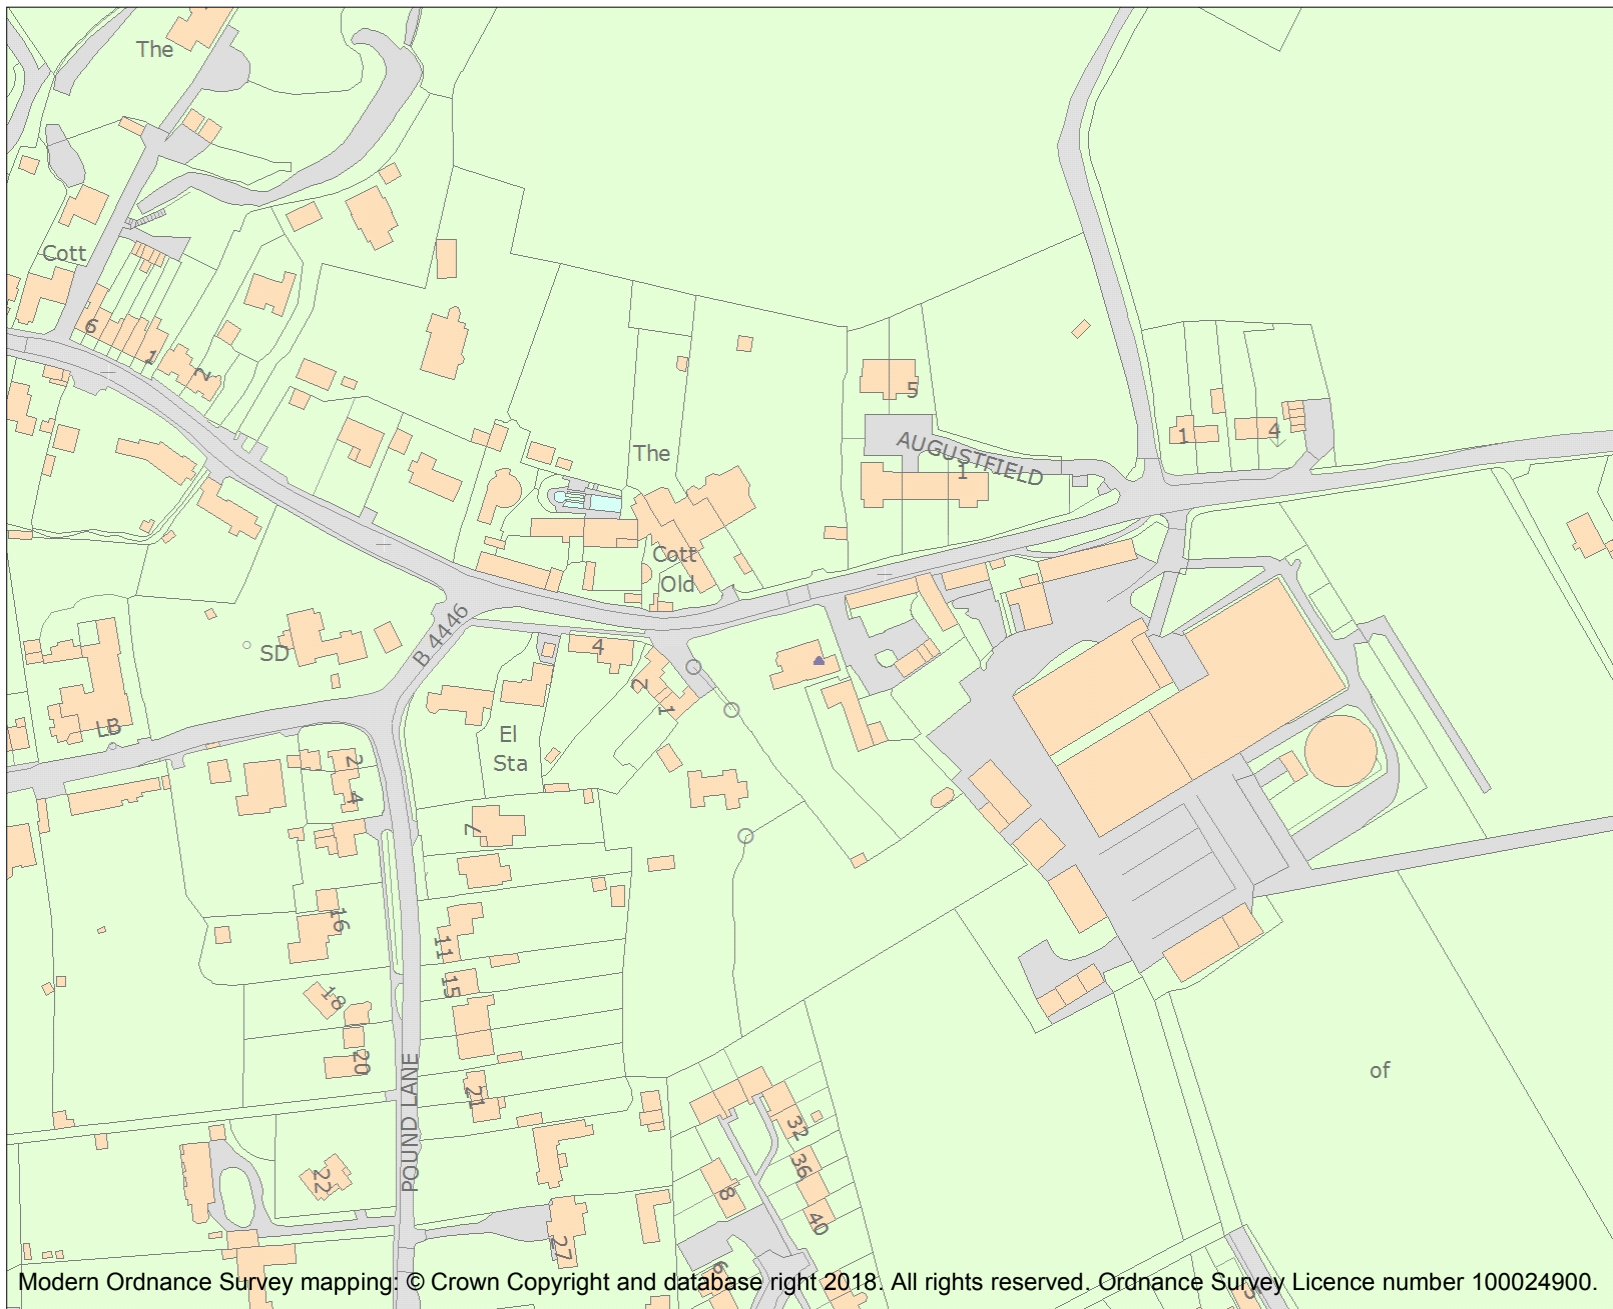 The
Cott
6
1
2
The
5
AUGUSTFIELD
1
1
4
Cott
Old
B 4446
SD
4
2
1
LB
El
Sta
2
4
7
16
11
15
18
20
21
POUND LANE
of
32
36
22
8
40
27
6
Modern Ordnance Survey mapping: © Crown Copyright and database right 2018. All rights reserved. Ordnance Survey Licence number 100024900.